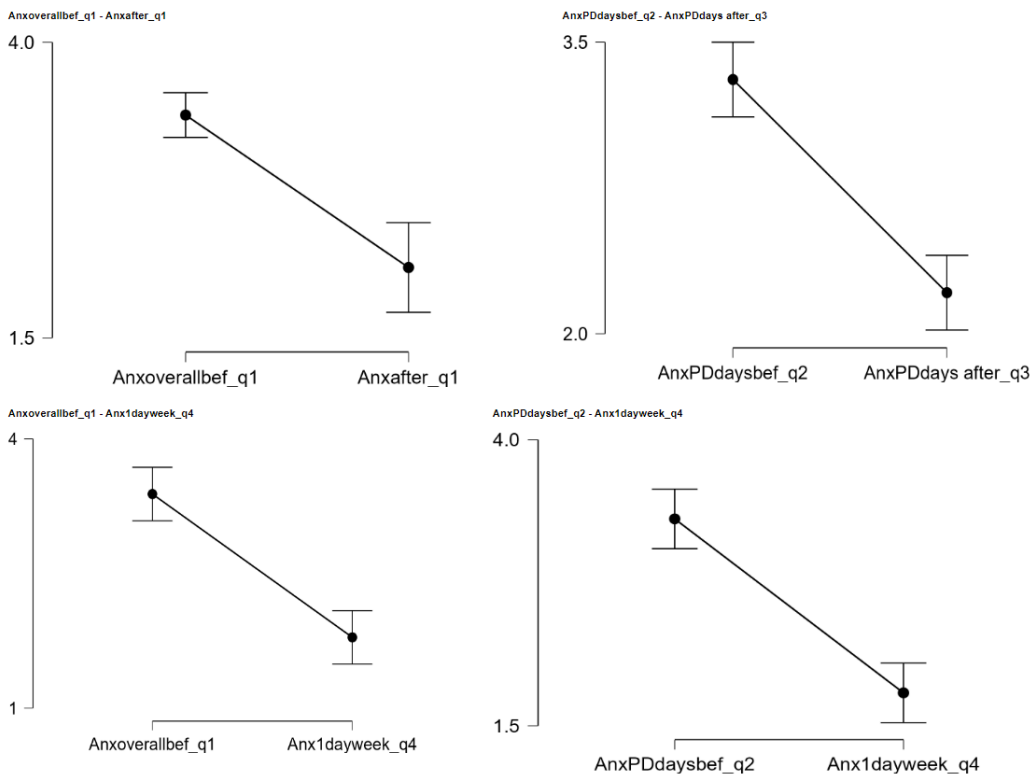 Anxoverallbef_q1 - Anxafter_q1
4.0
1.5
Anxoverallbef_q1 Anxafter_q1
AnxPDdaysbef_q2 - AnxPDdays after_q3
3.5
2.0
AnxPDdaysbef_q2 AnxPDdays after_q3
Anxoverallbef_q1 - Anx1dayweek_q4
4
1
Anxoverallbef_q1 Anx1dayweek_q4
AnxPDdaysbef_q2 - Anx1dayweek_q4
4.0
1.5
AnxPDdaysbef_q2 Anx1dayweek_q4